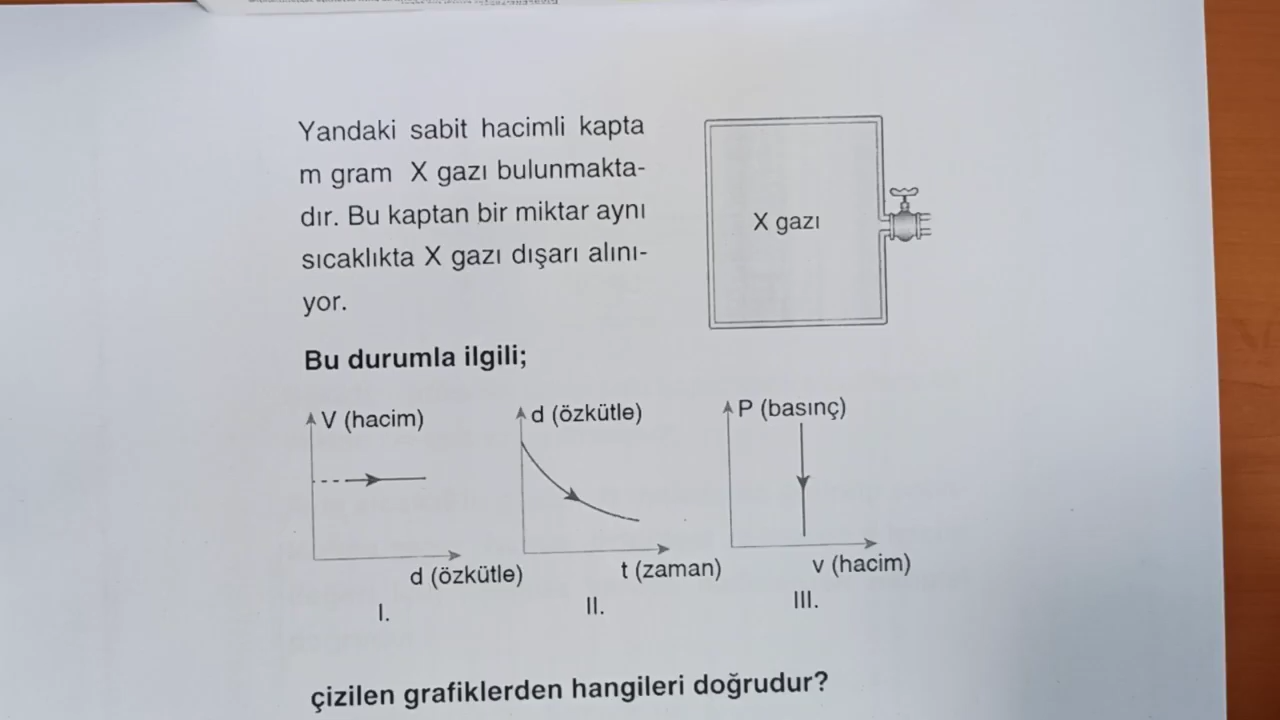 Yandaki sabit hacimli kapta
m gram X gazı bulunmakta-
dır. Bu kaptan bir miktar aynı
sıcaklıkta X gazı dışarı alını-
yor.
X gazı
Bu durumla ilgili;
V (hacim)
d (özkütle)
I.
d (özkütle)
t (zaman)
II.
P (basınç)
v (hacim)
III.
çizilen grafiklerden hangileri doğrudur?